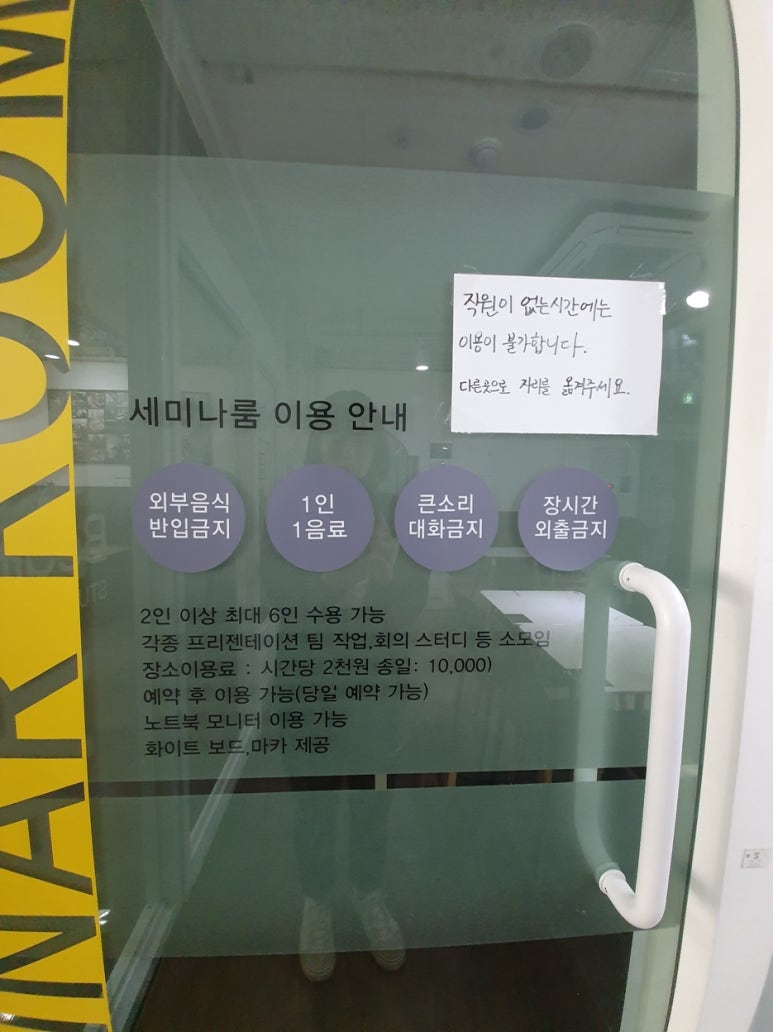 INAR ROOM
직원이 없는시간에는
이용이 불가합니다.
다른곳으로 자리를 옮겨주세요.
세미나룸 이용 안내
외부음식
반입금지
1인
1음료
큰소리
대화금지
장시간
외출금지
2인 이상 최대 6인 수용 가능
각종 프리젠테이션 팀 작업,회의 스터디 등 소모임
장소이용료 : 시간당 2천원 종일: 10,000)
예약 후 이용 가능(당일 예약 가능)
노트북 모니터 이용 가능
화이트 보드,마카 제공